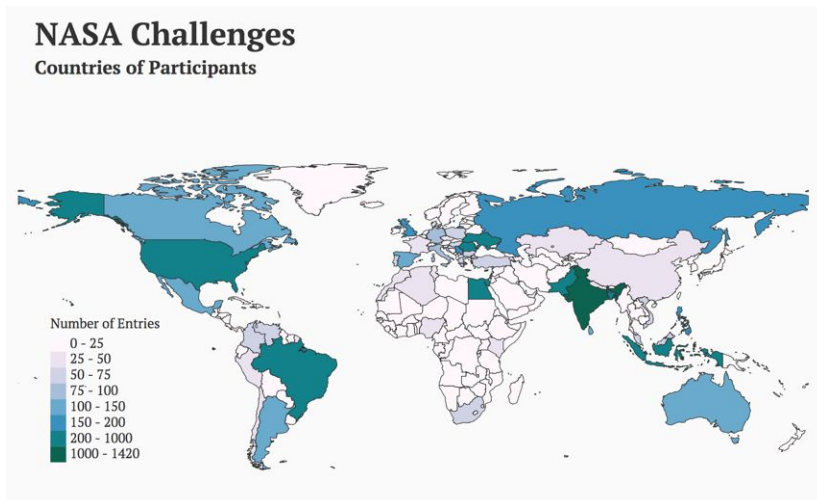 NASA Challenges
Countries of Participants
Number of Entries
0 - 25
25 - 50
50 - 75
75 - 100
100 - 150
150 - 200
200 - 1000
1000 - 1420